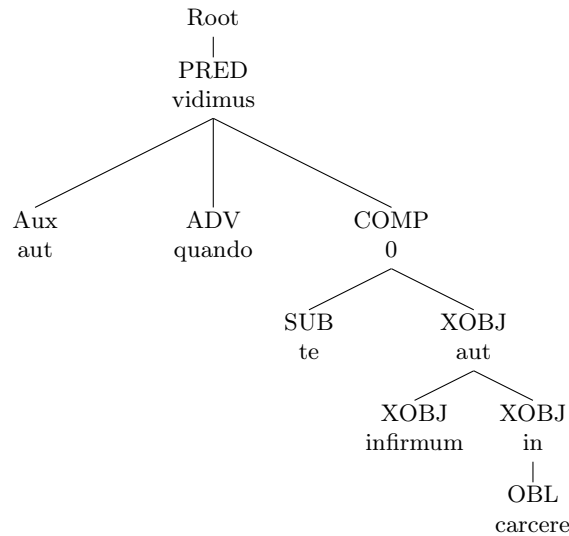 Root
PRED
vidimus
Aux ADV COMP
aut quando 0
SUB XOBJ
te aut
XOBJ XOBJ
infirmum in
OBL
carcere